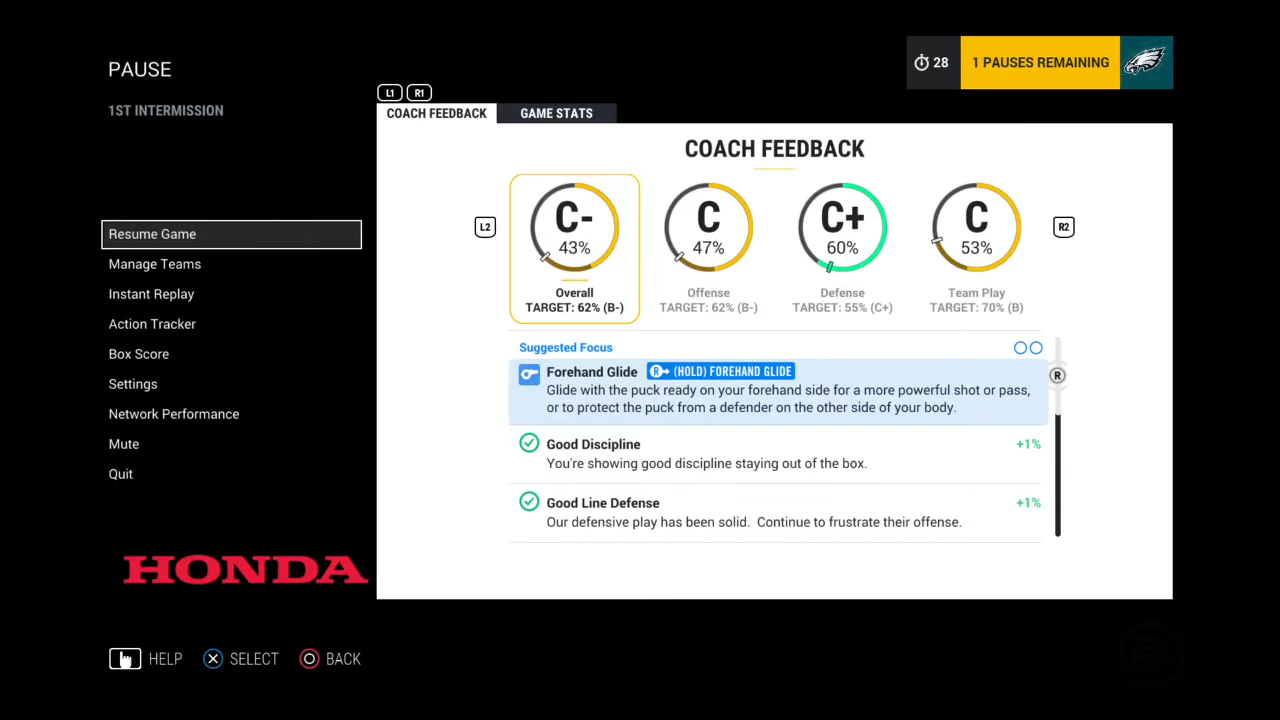 PAUSE
1ST INTERMISSION
28
1 PAUSES REMAINING
L1 R1
COACH FEEDBACK
GAME STATS
COACH FEEDBACK
L2
C-
43%
Overall
TARGET: 62% (B-)
C
47%
Offense
TARGET: 62% (B-)
C+
60%
Defense
TARGET: 55% (C+)
C
53%
Team Play
TARGET: 70% (B)
R2
Resume Game
Manage Teams
Instant Replay
Action Tracker
Box Score
Settings
Network Performance
Mute
Quit
Suggested Focus
Forehand Glide R (HOLD) FOREHAND GLIDE
Glide with the puck ready on your forehand side for a more powerful shot or pass,
or to protect the puck from a defender on the other side of your body.
R
Good Discipline +1%
You're showing good discipline staying out of the box.
Good Line Defense +1%
Our defensive play has been solid. Continue to frustrate their offense.
HONDA
HELP
SELECT
BACK
EA